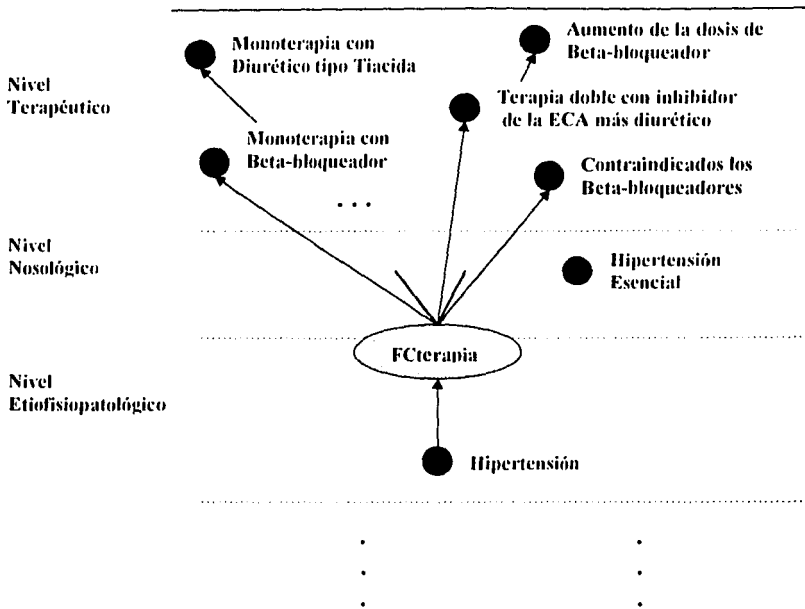 Monoterapia con
Diurético tipo Tiacida
Aumento de la dosis de
Beta-bloqueador
Nivel
Terapéutico
Terapia doble con inhibidor
de la ECA más diurético
Monoterapia con
Beta-bloqueador
Contraindicados los
Beta-bloqueadores
. . .
Nivel
Nosológico
Hipertensión
Esencial
FCterapia
Nivel
Etiofisiopatológico
Hipertensión